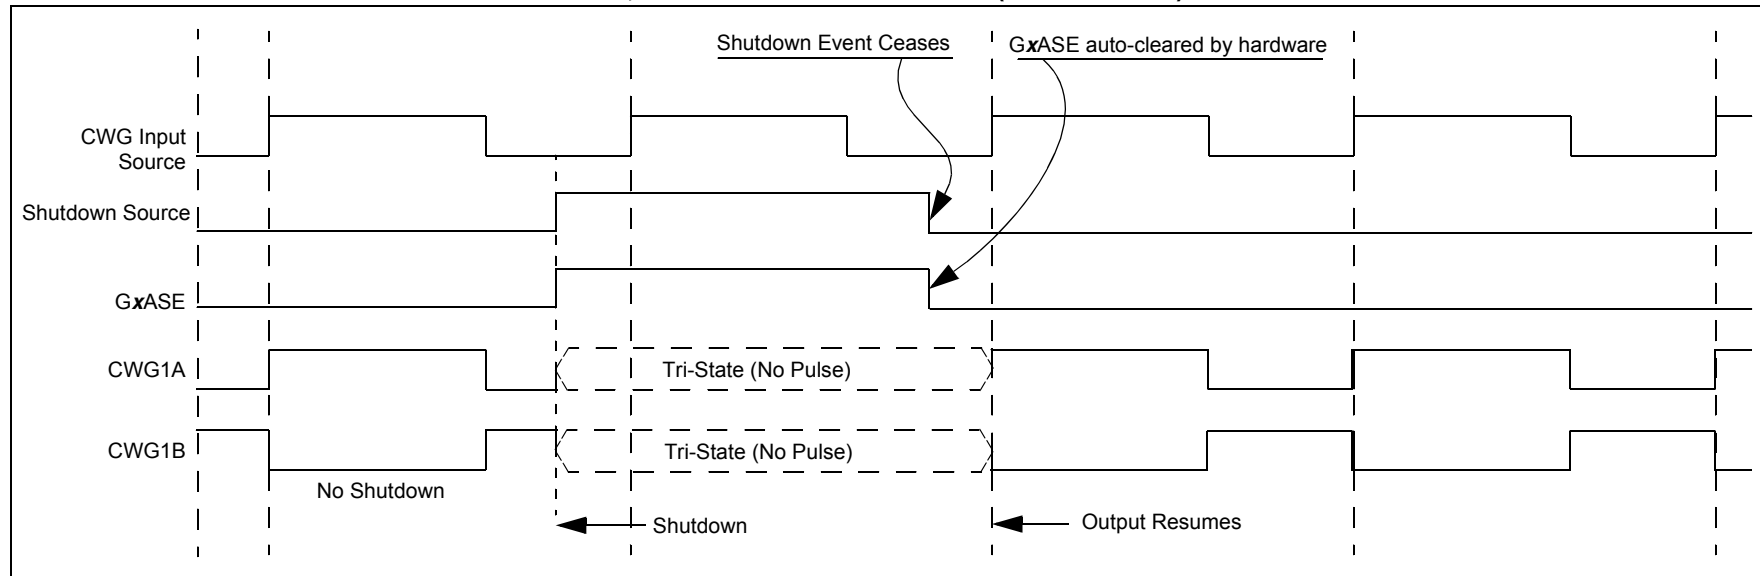 Shutdown Event Ceases
GxASE auto-cleared by hardware
CWG Input
Source
Shutdown Source
GxASE
CWG1A
Tri-State (No Pulse)
CWG1B
Tri-State (No Pulse)
No Shutdown
Shutdown
Output Resumes